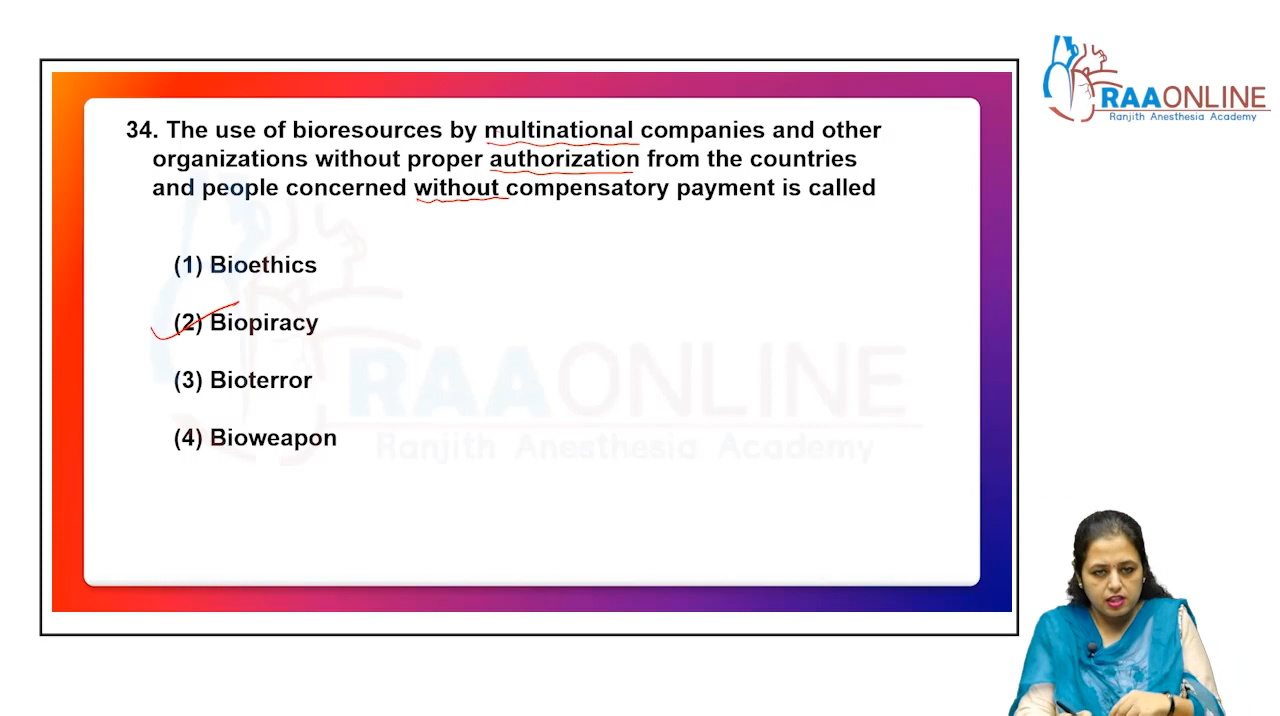 RAAONLINE
Ranjith Anesthesia Academy
34. The use of bioresources by multinational companies and other
organizations without proper authorization from the countries
and people concerned without compensatory payment is called
(1) Bioethics
(2) Biopiracy
(3) Bioterror
(4) Bioweapon
RAAONLINE
Ranjith Anesthesia Academy